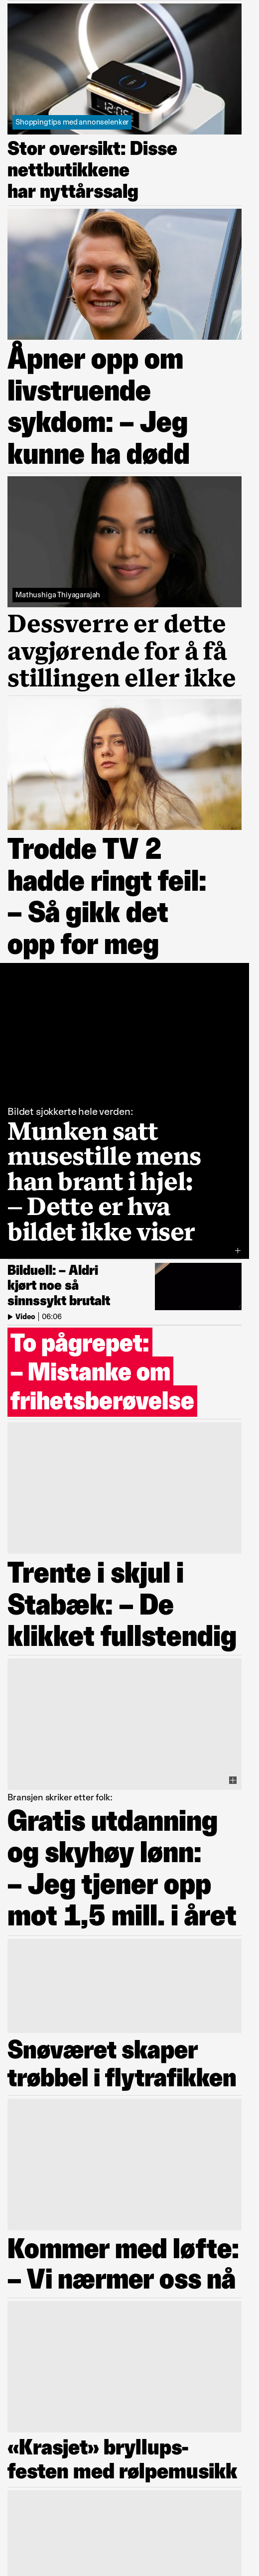 12:05
Shoppingtips med annonselenker
Stor oversikt: Disse
nettbutikkene
har nyttårssalg
Åpner opp om
livstruende
sykdom: – Jeg
kunne ha dødd
Mathushiga Thiyagarajah
Dessverre er dette
avgjørende for å få
stillingen eller ikke
Trodde TV 2
hadde ringt feil:
– Så gikk det
opp for meg
Bildet sjokkerte hele verden:
Munken satt
musestille mens
han brant i hjel:
– Dette er hva
bildet ikke viser
+
Bilduell: – Aldri
kjørt noe så
sinnssykt brutalt
Video | 06:06
To pågrepet:
– Mistanke om
frihetsberøvelse
Trente i skjul i
Stabæk: – De
klikket fullstendig
+
Bransjen skriker etter folk:
Gratis utdanning
og skyhøy lønn:
– Jeg tjener opp
mot 1,5 mill. i året
Snøværet skaper
trøbbel i flytrafikken
Kommer med løfte:
– Vi nærmer oss nå
«Krasjet» bryllups-
festen med rølpemusikk